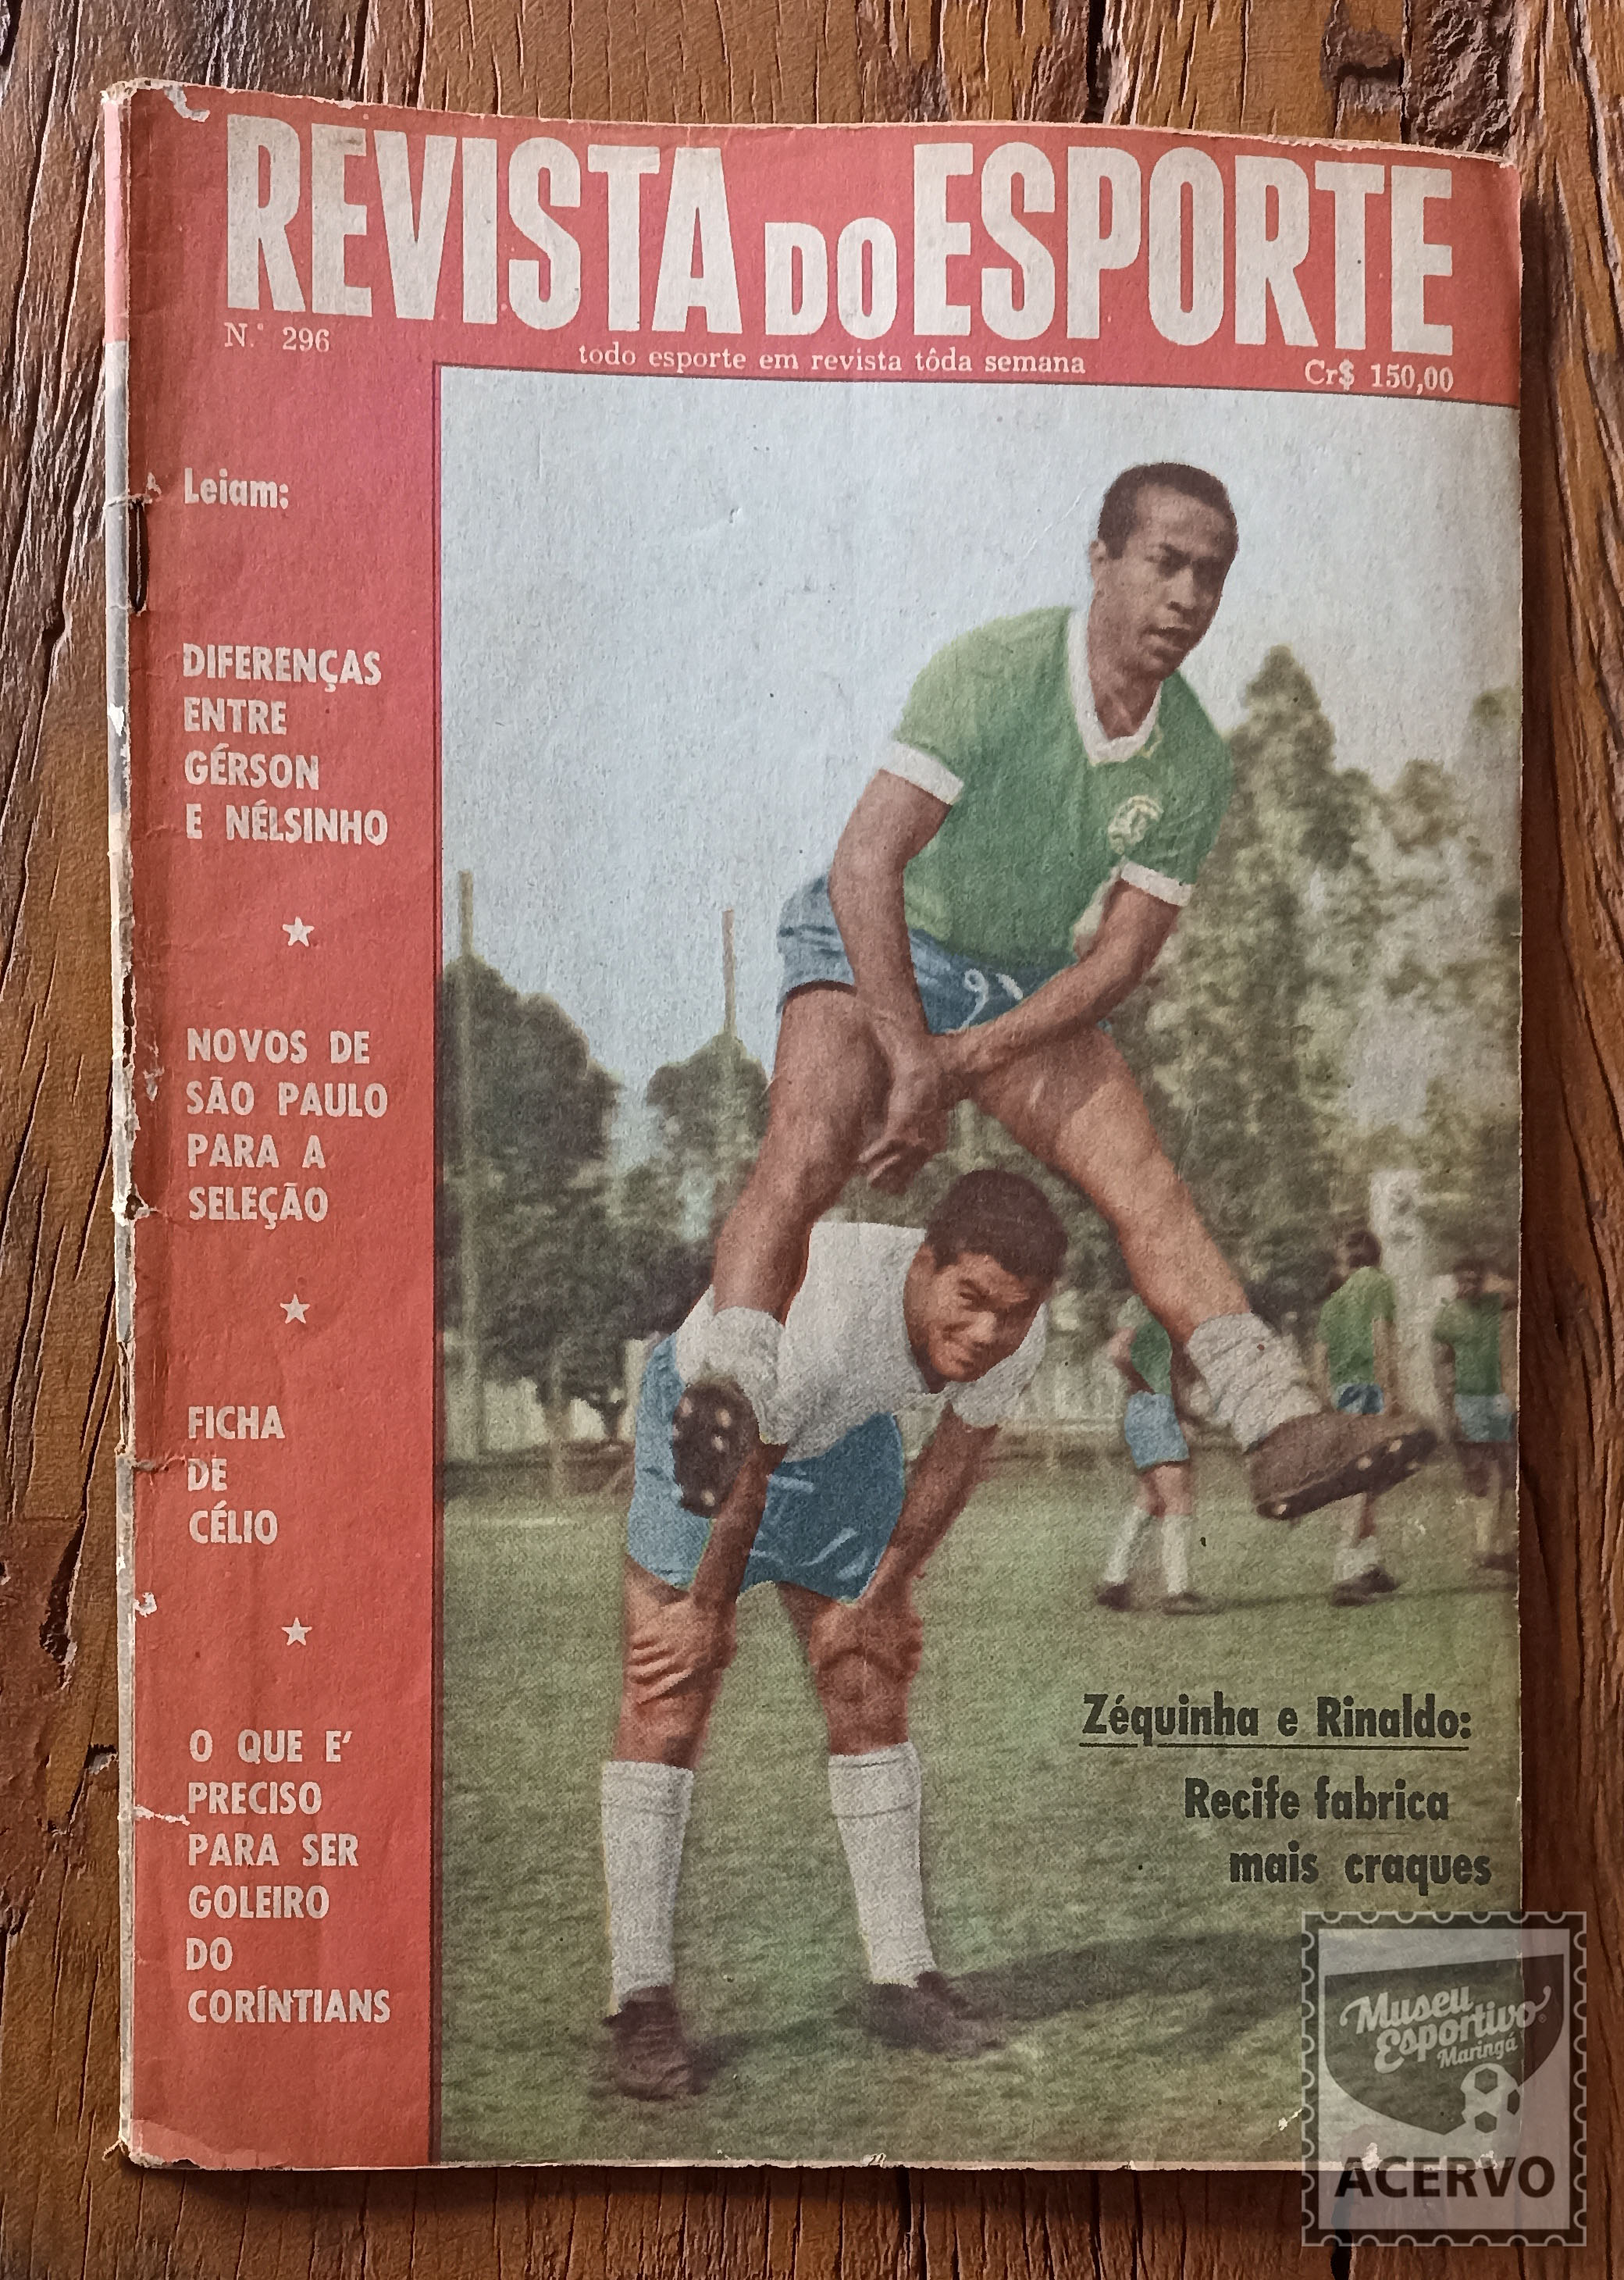 REVISTA DO ESPORTE
N.° 296
todo esporte em revista tôda semana
Cr$ 150,00
Leiam:
DIFERENÇAS
ENTRE
GÉRSON
E NÉLSINHO
NOVOS DE
SÃO PAULO
PARA A
SELEÇÃO
FICHA
DE
CÉLIO
O QUE E'
PRECISO
PARA SER
GOLEIRO
DO
CORÍNTIANS
Zéquinha e Rinaldo:
Recife fabrica
mais craques
Museu
Esportivo
Maringá
ACERVO